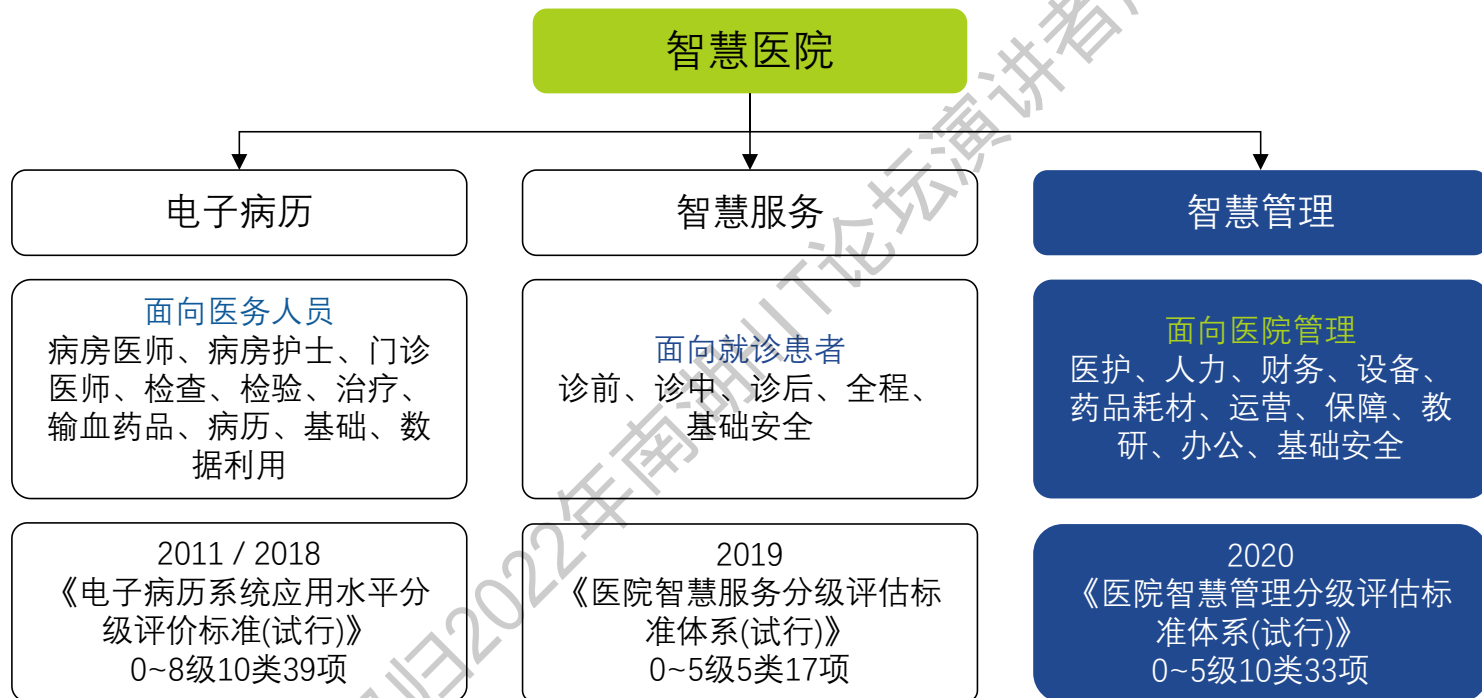 智慧医院
电子病历
智慧服务
智慧管理
面向医务人员
病房医师、病房护士、门诊
医师、检查、检验、治疗、
输血药品、病历、基础、数
据利用
面向就诊患者
诊前、诊中、诊后、全程、
基础安全
面向医院管理
医护、人力、财务、设备、
药品耗材、运营、保障、教
研、办公、基础安全
2011 / 2018
《电子病历系统应用水平分
级评价标准(试行)》
0~8级10类39项
2019
《医院智慧服务分级评估标
准体系(试行)》
0~5级5类17项
2020
《医院智慧管理分级评估标
准体系(试行)》
0~5级10类33项
归2022年南湖HIT论坛演讲者